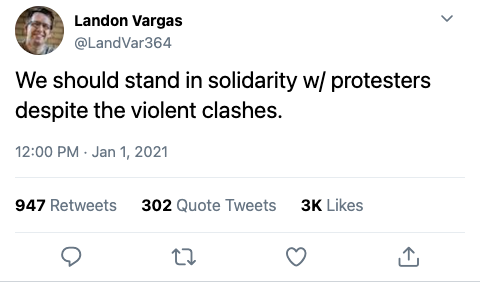 Landon Vargas
@LandVar364
We should stand in solidarity w/ protesters
despite the violent clashes.
12:00 PM · Jan 1, 2021
947 Retweets 302 Quote Tweets 3K Likes